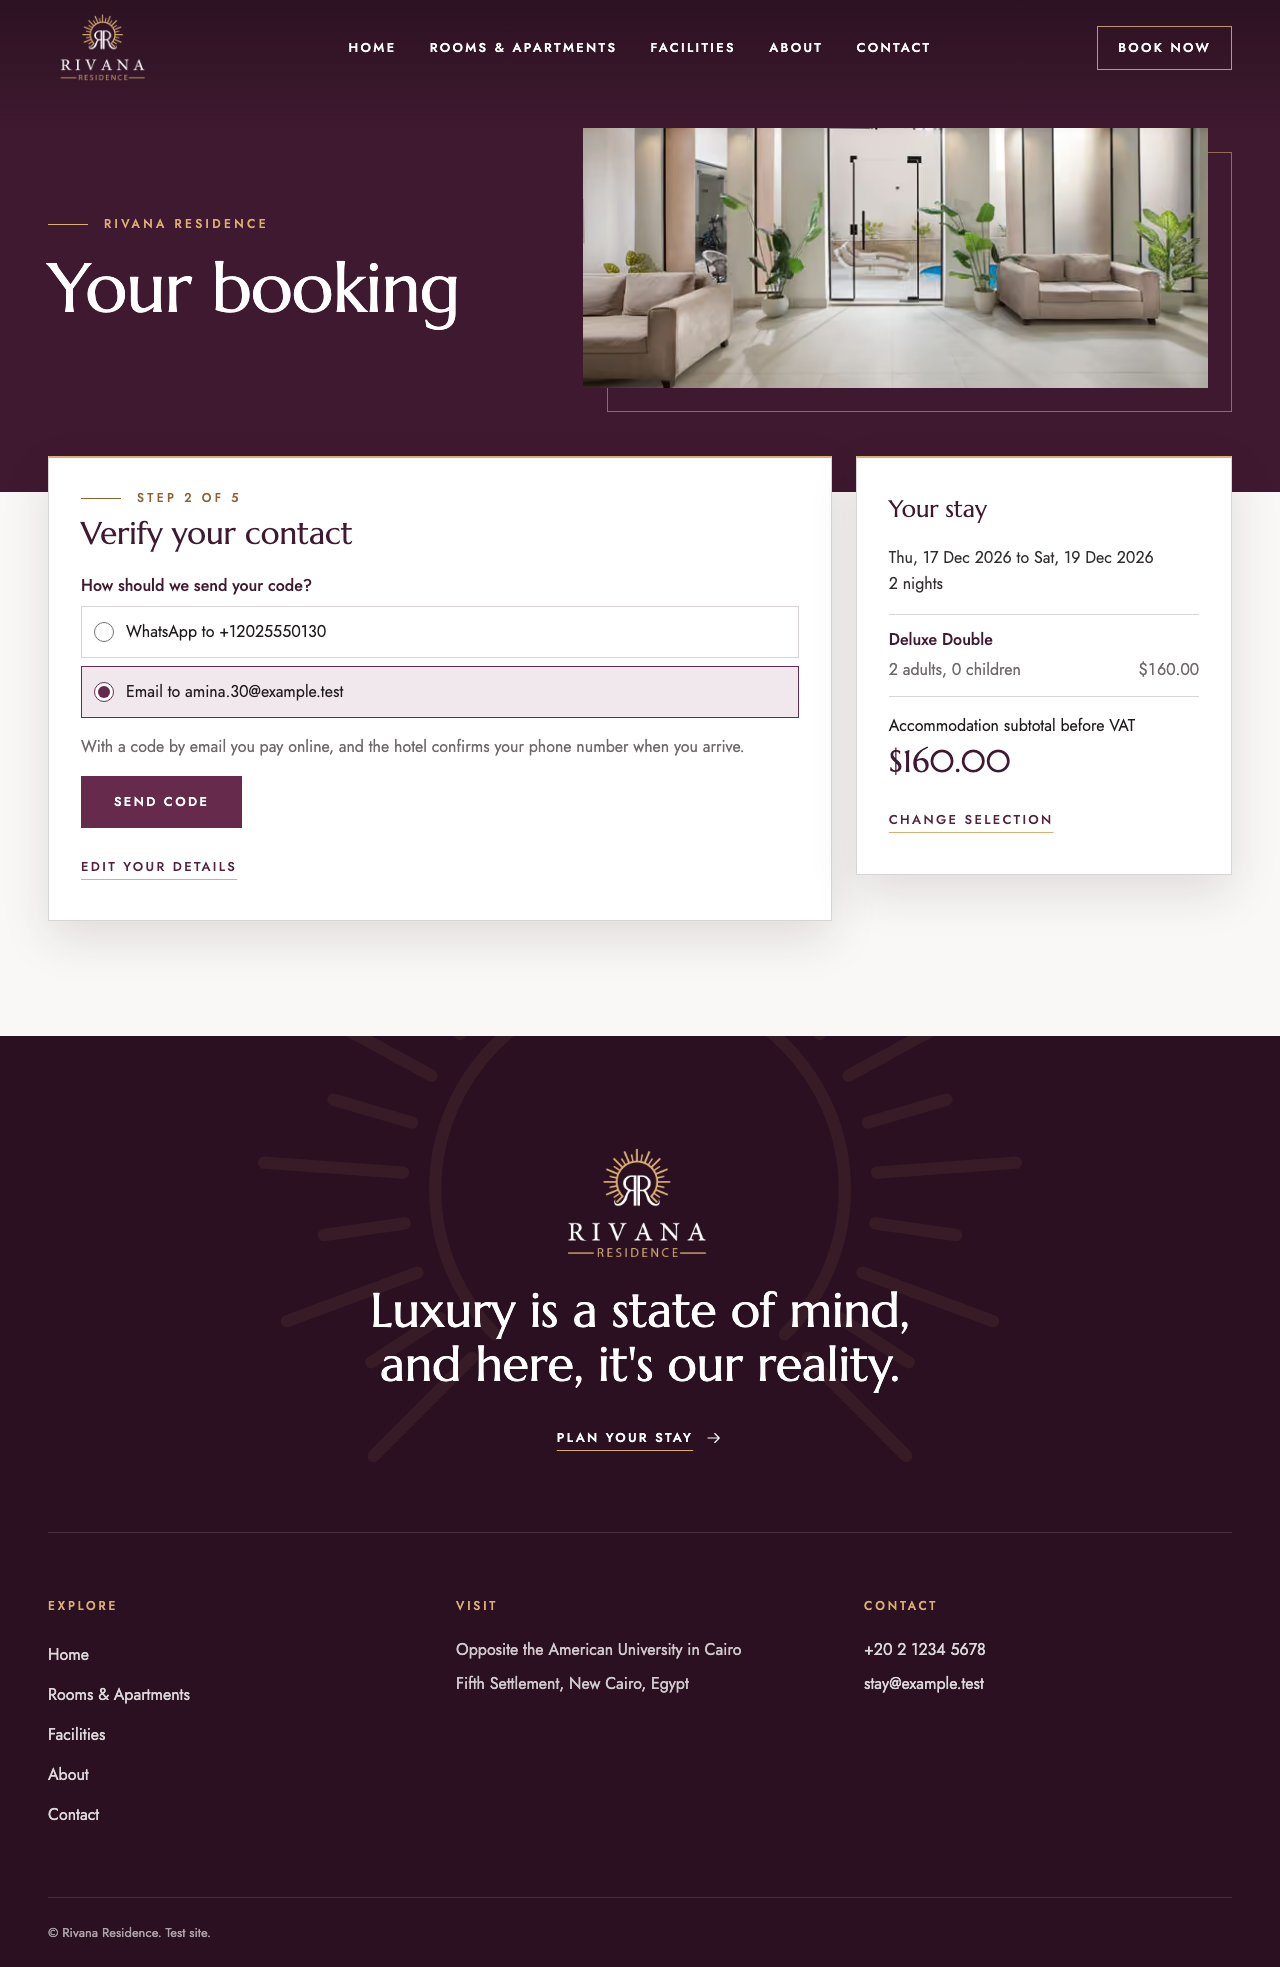 RIVANA
RESIDENCE
HOME
ROOMS & APARTMENTS
FACILITIES
ABOUT
CONTACT
BOOK NOW
RIVANA RESIDENCE
Your booking
STEP 2 OF 5
Verify your contact
How should we send your code?
WhatsApp to +12025550130
Email to amina.30@example.test
With a code by email you pay online, and the hotel confirms your phone number when you arrive.
SEND CODE
EDIT YOUR DETAILS
Your stay
Thu, 17 Dec 2026 to Sat, 19 Dec 2026
2 nights
Deluxe Double
2 adults, 0 children $160.00
Accommodation subtotal before VAT
$160.00
CHANGE SELECTION
RIVANA
RESIDENCE
Luxury is a state of mind,
and here, it's our reality.
PLAN YOUR STAY
EXPLORE
Home
Rooms & Apartments
Facilities
About
Contact
VISIT
Opposite the American University in Cairo
Fifth Settlement, New Cairo, Egypt
CONTACT
+20 2 1234 5678
stay@example.test
© Rivana Residence. Test site.